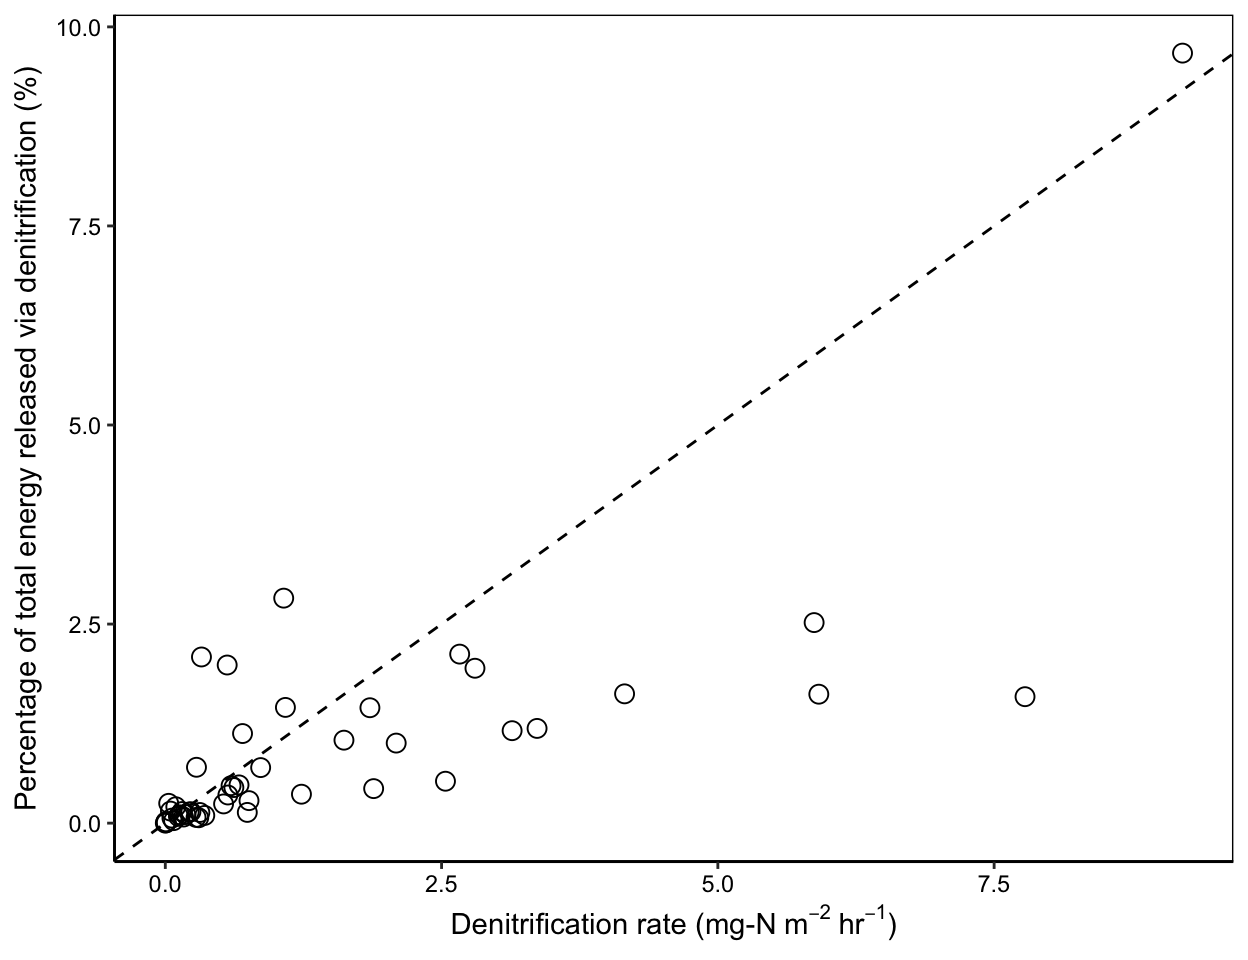 Percentage of total energy released via denitrification (%)
10.0
7.5
5.0
2.5
0.0
0.0 2.5 5.0 7.5
Denitrification rate (mg-N m⁻² hr⁻¹)